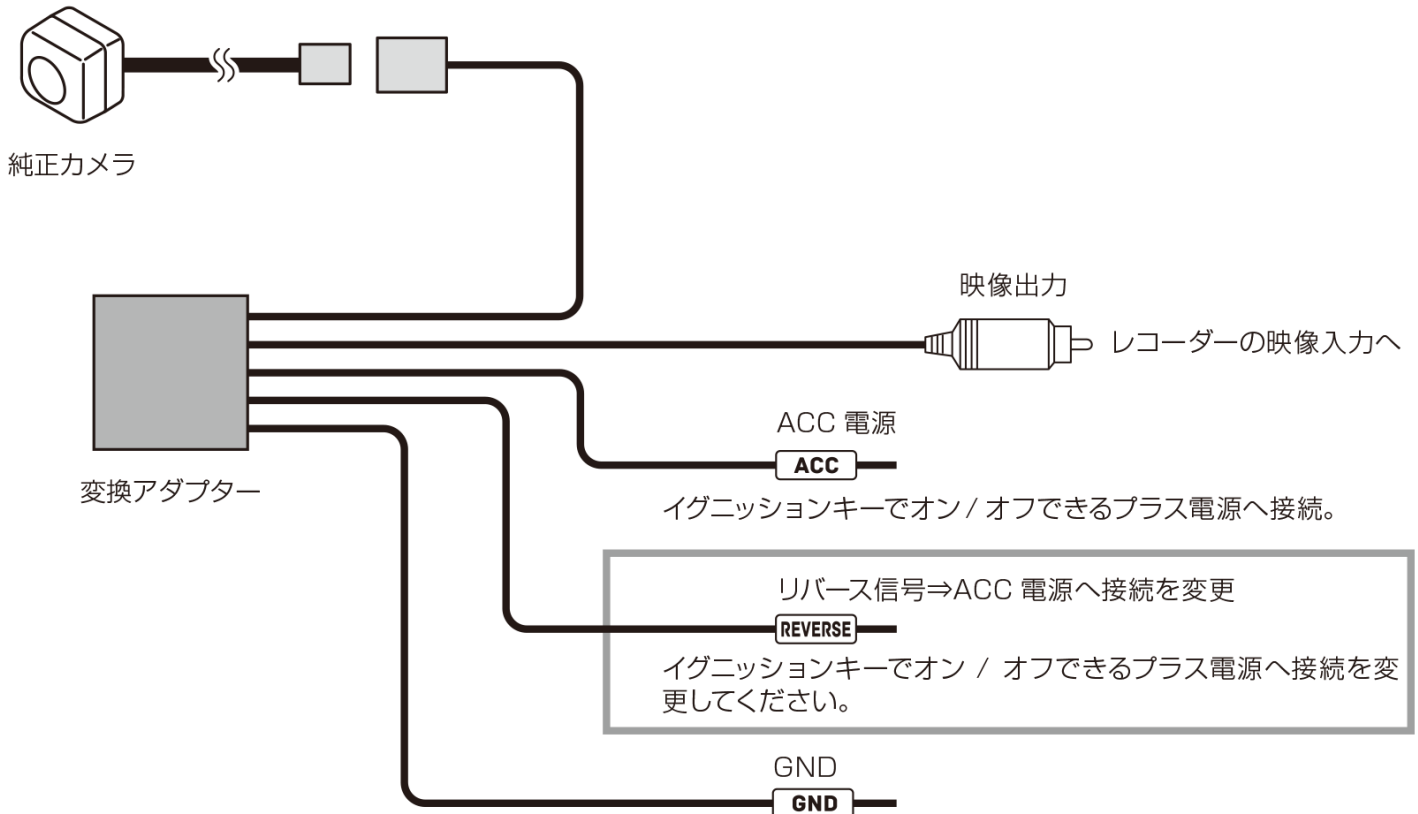 純正カメラ
映像出力
レコーダーの映像入力へ
ACC 電源
ACC
変換アダプター
イグニッションキーでオン / オフできるプラス電源へ接続。
リバース信号⇒ACC 電源へ接続を変更
REVERSE
イグニッションキーでオン / オフできるプラス電源へ接続を変
更してください。
GND
GND